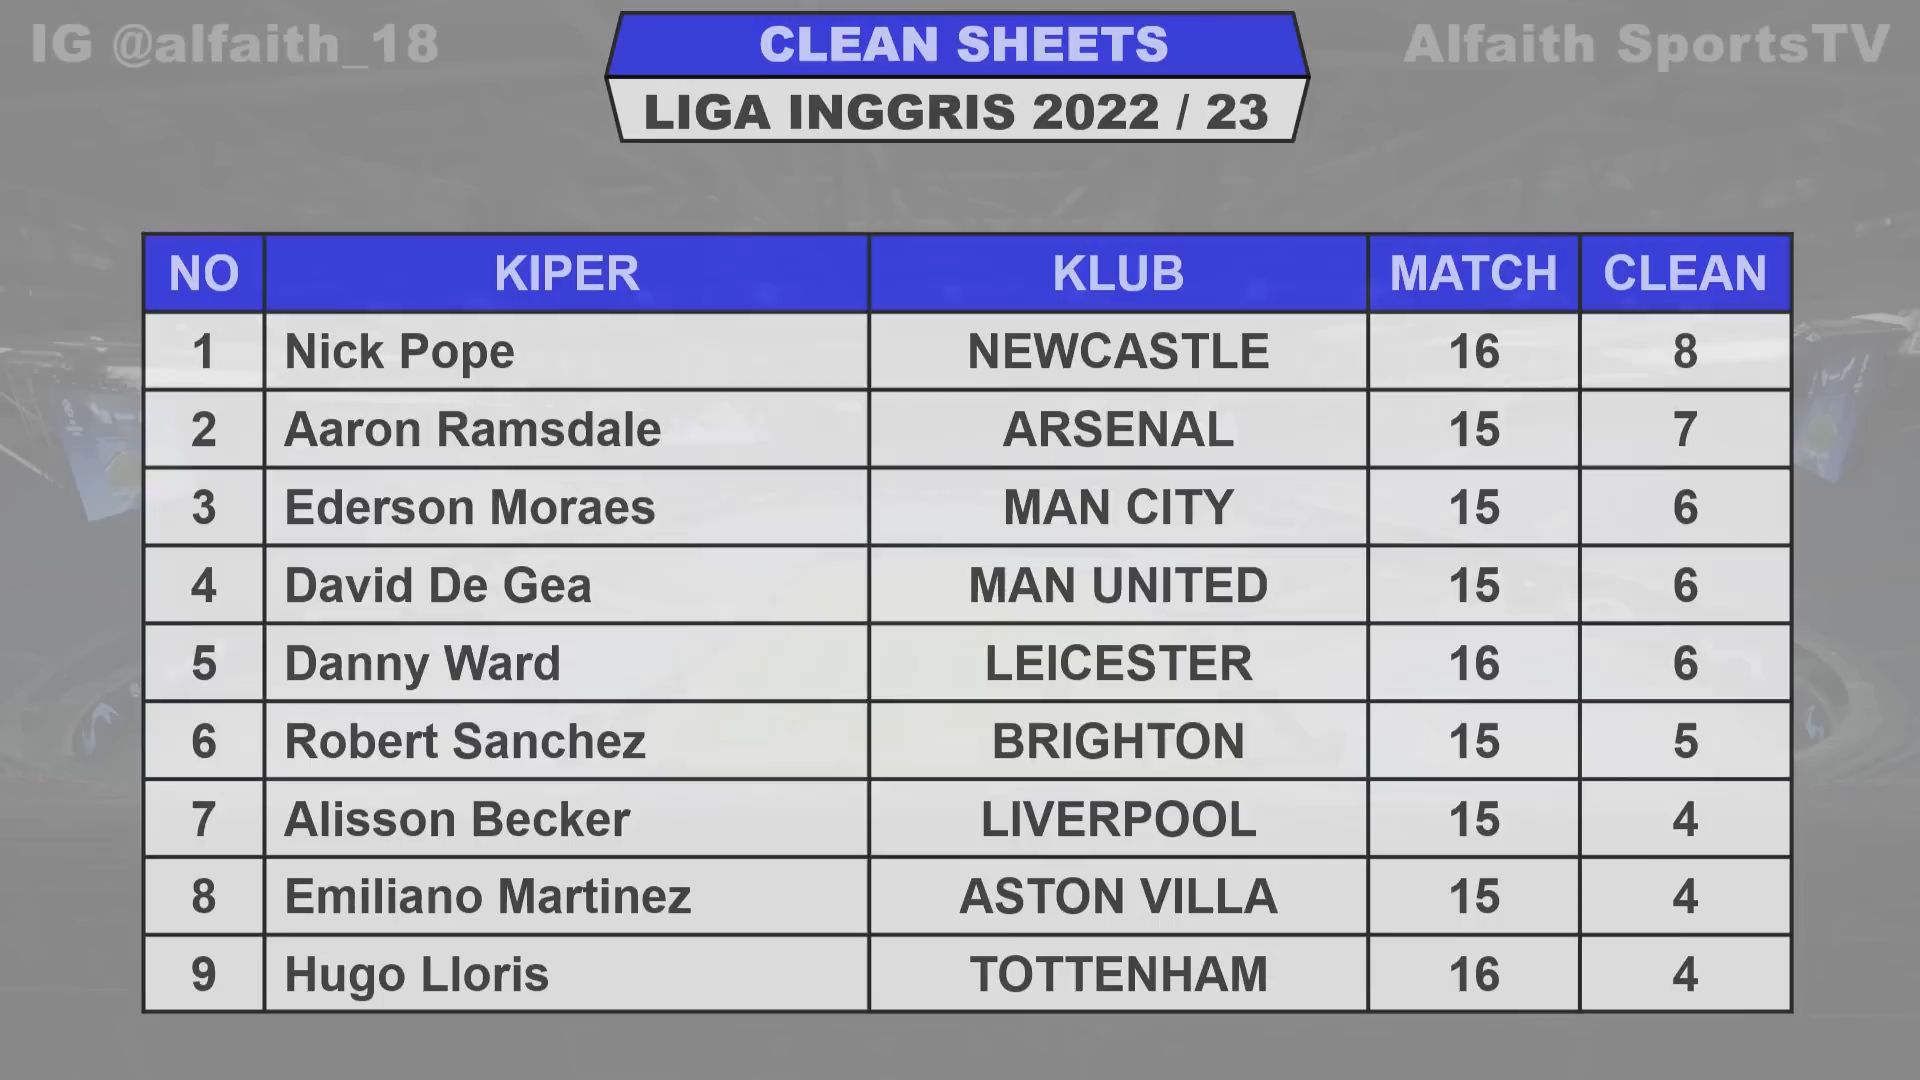 IG @alfaith_18
CLEAN SHEETS
LIGA INGGRIS 2022 / 23
Alfaith SportsTV
NO KIPER KLUB MATCH CLEAN
1 Nick Pope NEWCASTLE 16 8
2 Aaron Ramsdale ARSENAL 15 7
3 Ederson Moraes MAN CITY 15 6
4 David De Gea MAN UNITED 15 6
5 Danny Ward LEICESTER 16 6
6 Robert Sanchez BRIGHTON 15 5
7 Alisson Becker LIVERPOOL 15 4
8 Emiliano Martinez ASTON VILLA 15 4
9 Hugo Lloris TOTTENHAM 16 4